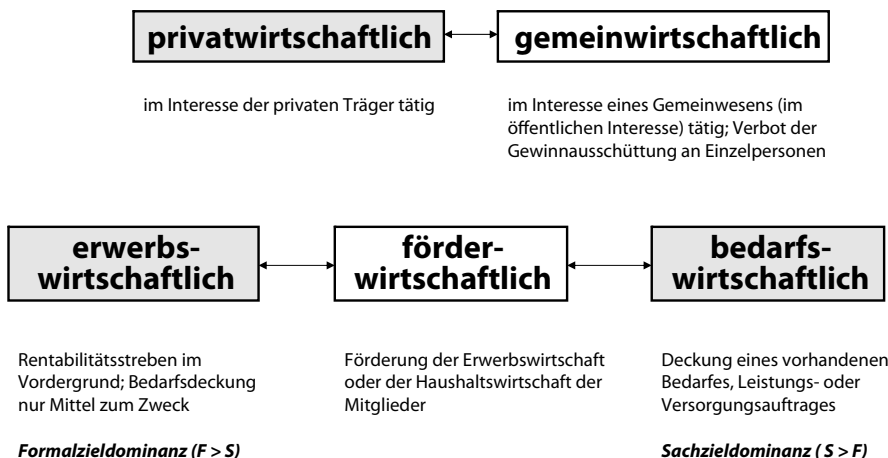 privatwirtschaftlich
gemeinwirtschaftlich
im Interesse der privaten Träger tätig
im Interesse eines Gemeinwesens (im
öffentlichen Interesse) tätig; Verbot der
Gewinnausschüttung an Einzelpersonen
erwerbs-
wirtschaftlich
förder-
wirtschaftlich
bedarfs-
wirtschaftlich
Rentabilitätsstreben im
Vordergrund; Bedarfsdeckung
nur Mittel zum Zweck
Formalzieldominanz (F > S)
Förderung der Erwerbswirtschaft
oder der Haushaltswirtschaft der
Mitglieder
Deckung eines vorhandenen
Bedarfes, Leistungs- oder
Versorgungsauftrages
Sachzieldominanz ( S > F)